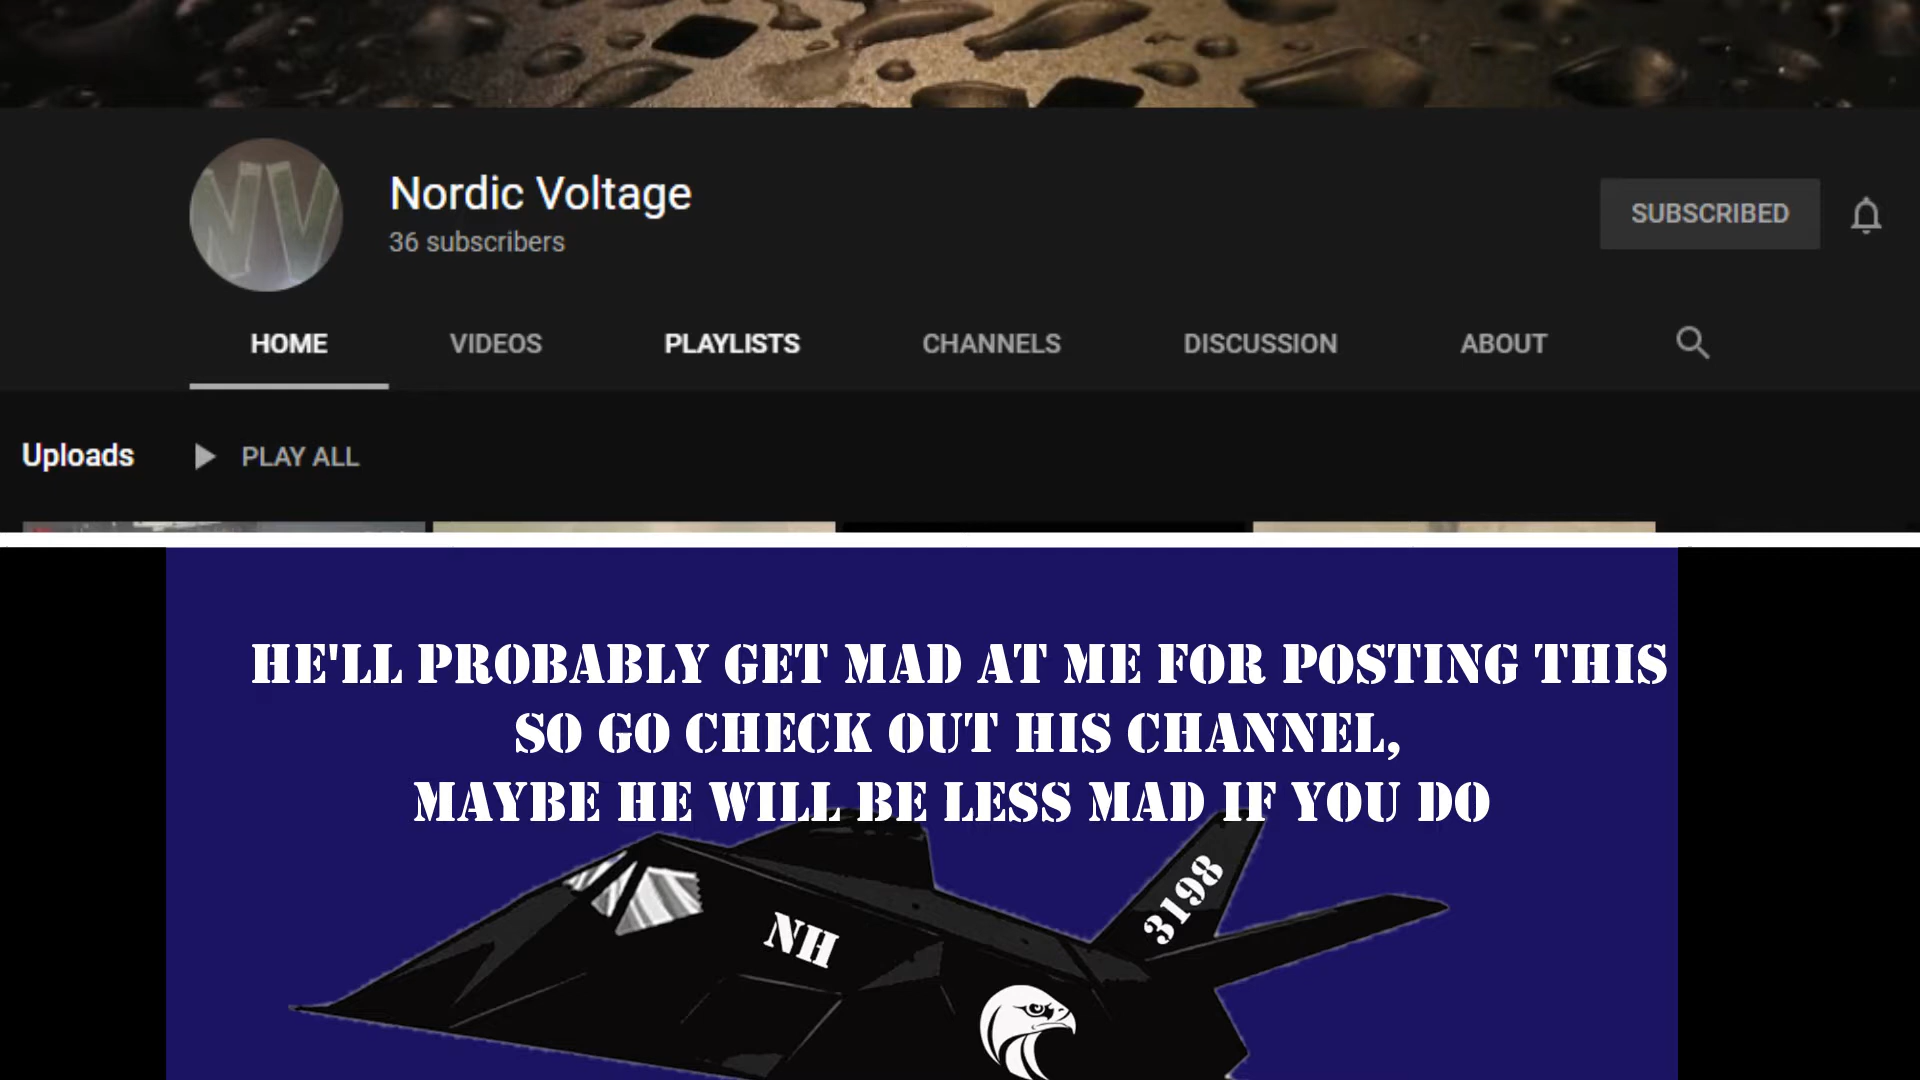 NV
Nordic Voltage
36 subscribers
SUBSCRIBED
HOME VIDEOS PLAYLISTS CHANNELS DISCUSSION ABOUT
Uploads PLAY ALL
HE'LL PROBABLY GET MAD AT ME FOR POSTING THIS
SO GO CHECK OUT HIS CHANNEL,
MAYBE HE WILL BE LESS MAD IF YOU DO
3198
NH